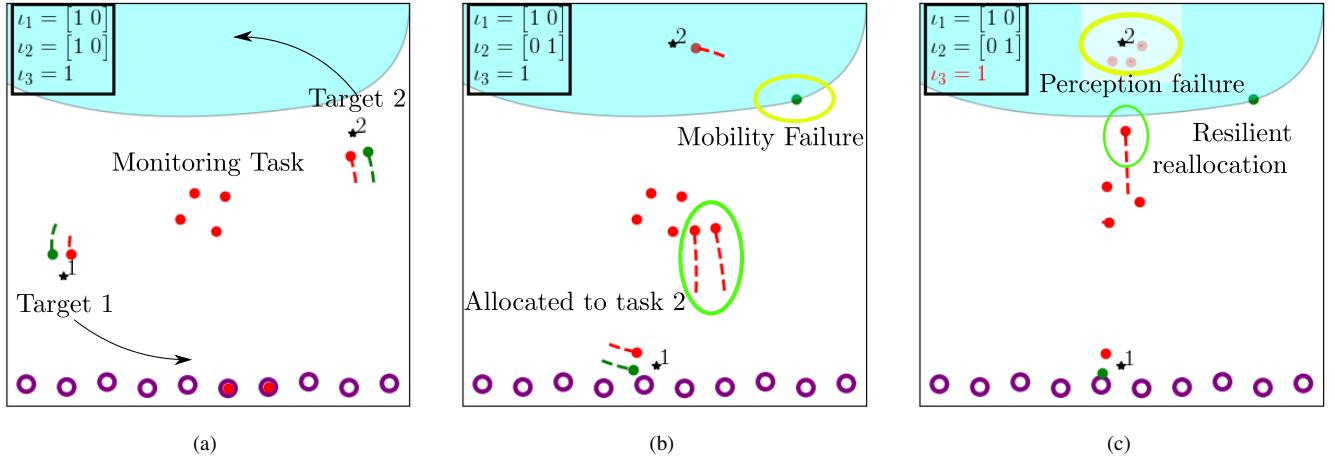 ι₁ = [1 0]
ι₂ = [1 0]
ι₃ = 1
Target 2
2
Monitoring Task
1
Target 1
(a)
ι₁ = [1 0]
ι₂ = [0 1]
ι₃ = 1
2
Mobility Failure
Allocated to task 2
1
(b)
ι₁ = [1 0]
ι₂ = [0 1]
ι₃ = 1
2
Perception failure
Resilient
reallocation
1
(c)